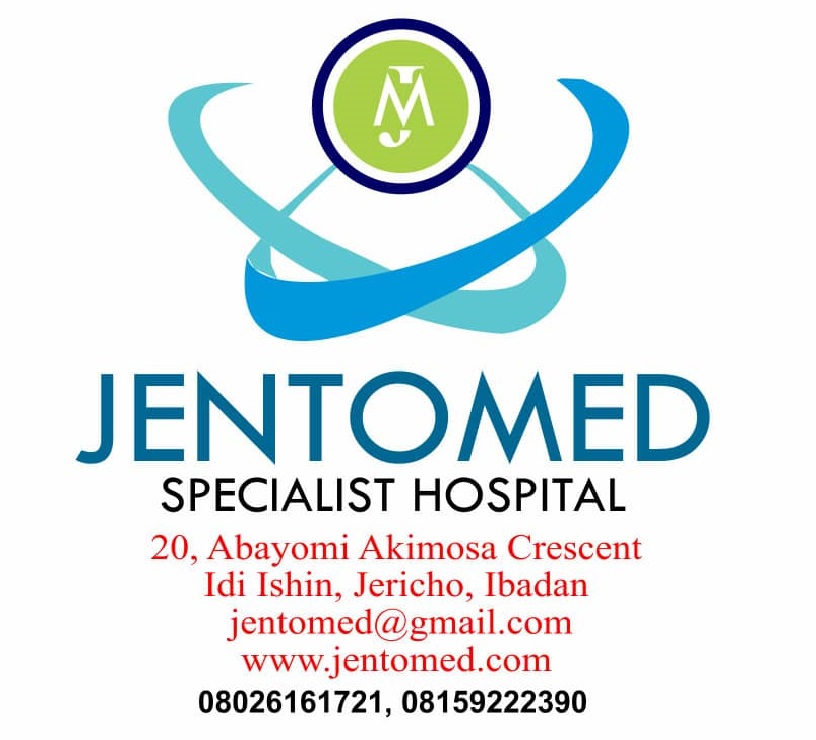 JM
JENTOMED
SPECIALIST HOSPITAL
20, Abayomi Akimosa Crescent
Idi Ishin, Jericho, Ibadan
jentomed@gmail.com
www.jentomed.com
08026161721, 08159222390